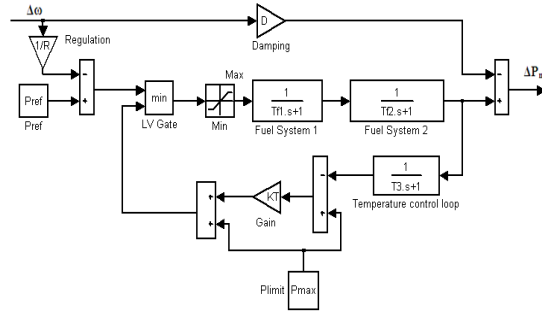 Δω
D
ΔPm
1/R
Regulation
Damping
-
+
-
+
Pref
Pref
min
LV Gate
Max
Min
1
Tf1.s+1
Fuel System 1
1
Tf2.s+1
Fuel System 2
1
T3.s+1
Temperature control loop
-
+
KT
Gain
+
+
Plimit
Pmax